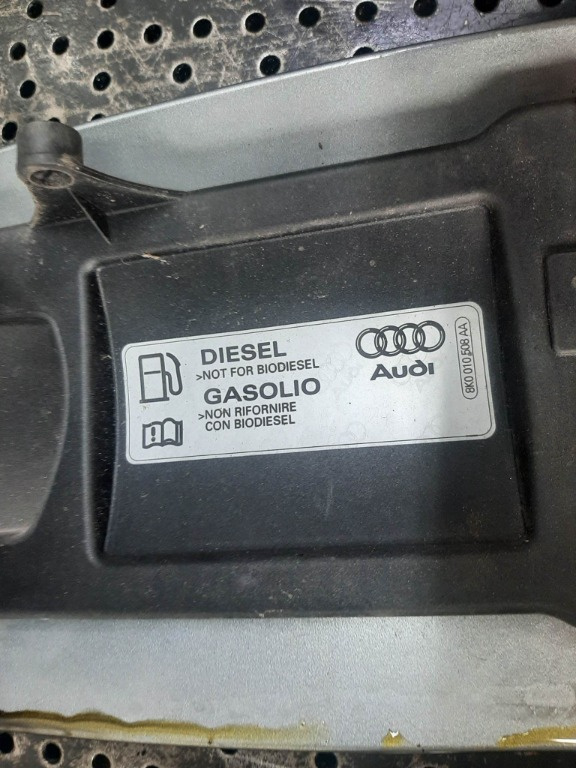 DIESEL
>NOT FOR BIODIESEL
GASOLIO
>NON RIFORNIRE
CON BIODIESEL
Audi
8K0 010 508 AA